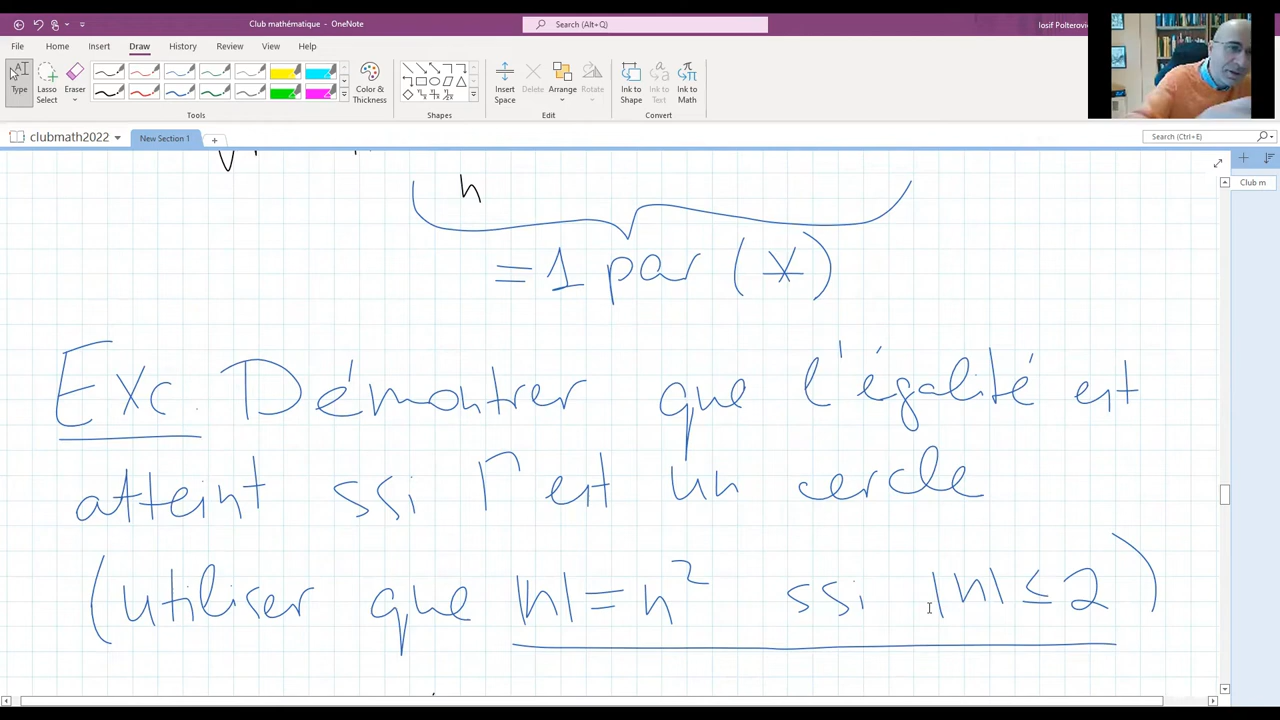 Club mathématique - OneNote
Search (Alt+Q)
Iosif Polterovic
File Home Insert Draw History Review View Help
Type
Lasso Select
Eraser
Color & Thickness
Insert Space
Delete
Arrange
Rotate
Ink to Shape
Ink to Text
Ink to Math
Tools
Shapes
Edit
Convert
clubmath2022
New Section 1
Search (Ctrl+E)
Club m
n
= 1 par (*)
Exc. Démontrer que l'égalité est
atteint ssi Γ est un cercle
(utiliser que |n| = n² ssi |n| ≤ 2)